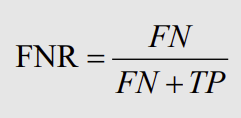 FNR = FN / (FN + TP)